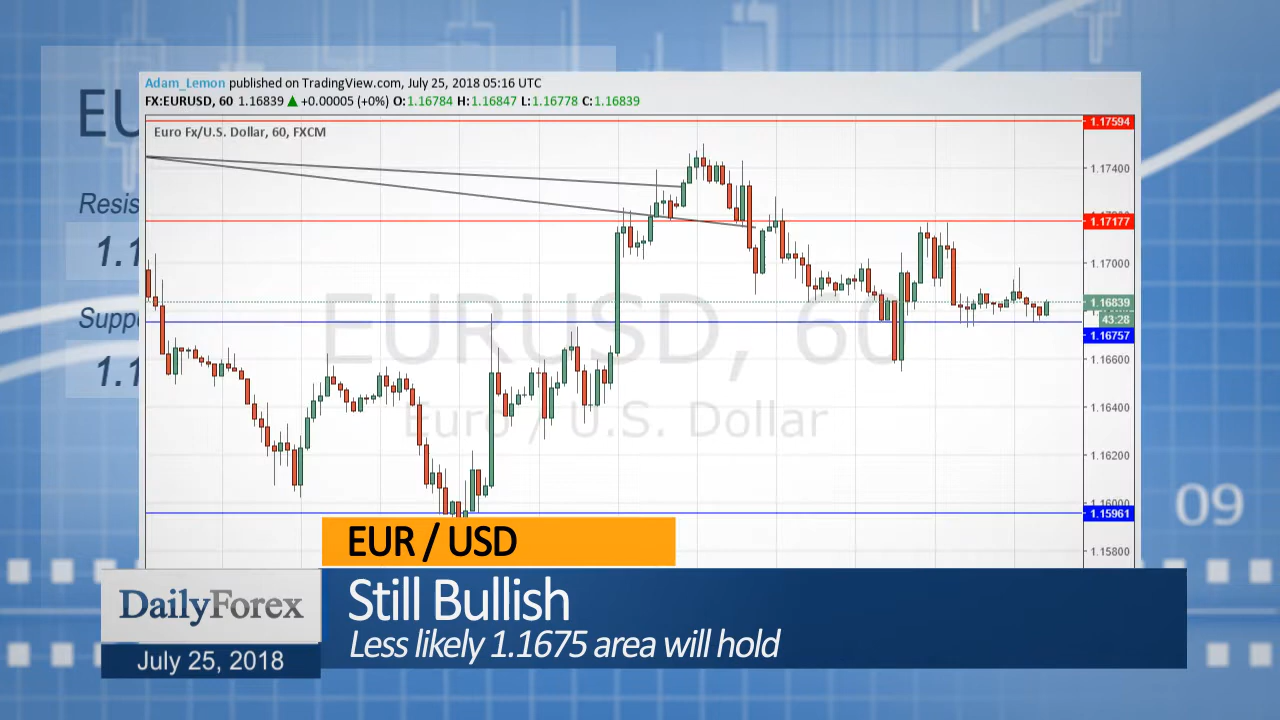 Adam_Lemon published on TradingView.com, July 25, 2018 05:16 UTC
FX:EURUSD, 60 1.16839 ▲ +0.00005 (+0%) O:1.16784 H:1.16847 L:1.16778 C:1.16839
Euro Fx/U.S. Dollar, 60, FXCM
EU
Resis
1.1
Suppo
1.1
EURUSD, 60
Euro / U.S. Dollar
1.17594
1.17400
1.17177
1.17000
1.16839
43:28
1.16757
1.16600
1.16400
1.16200
1.16000
1.15961
1.15800
09
EUR / USD
Still Bullish
Less likely 1.1675 area will hold
DailyForex
July 25, 2018